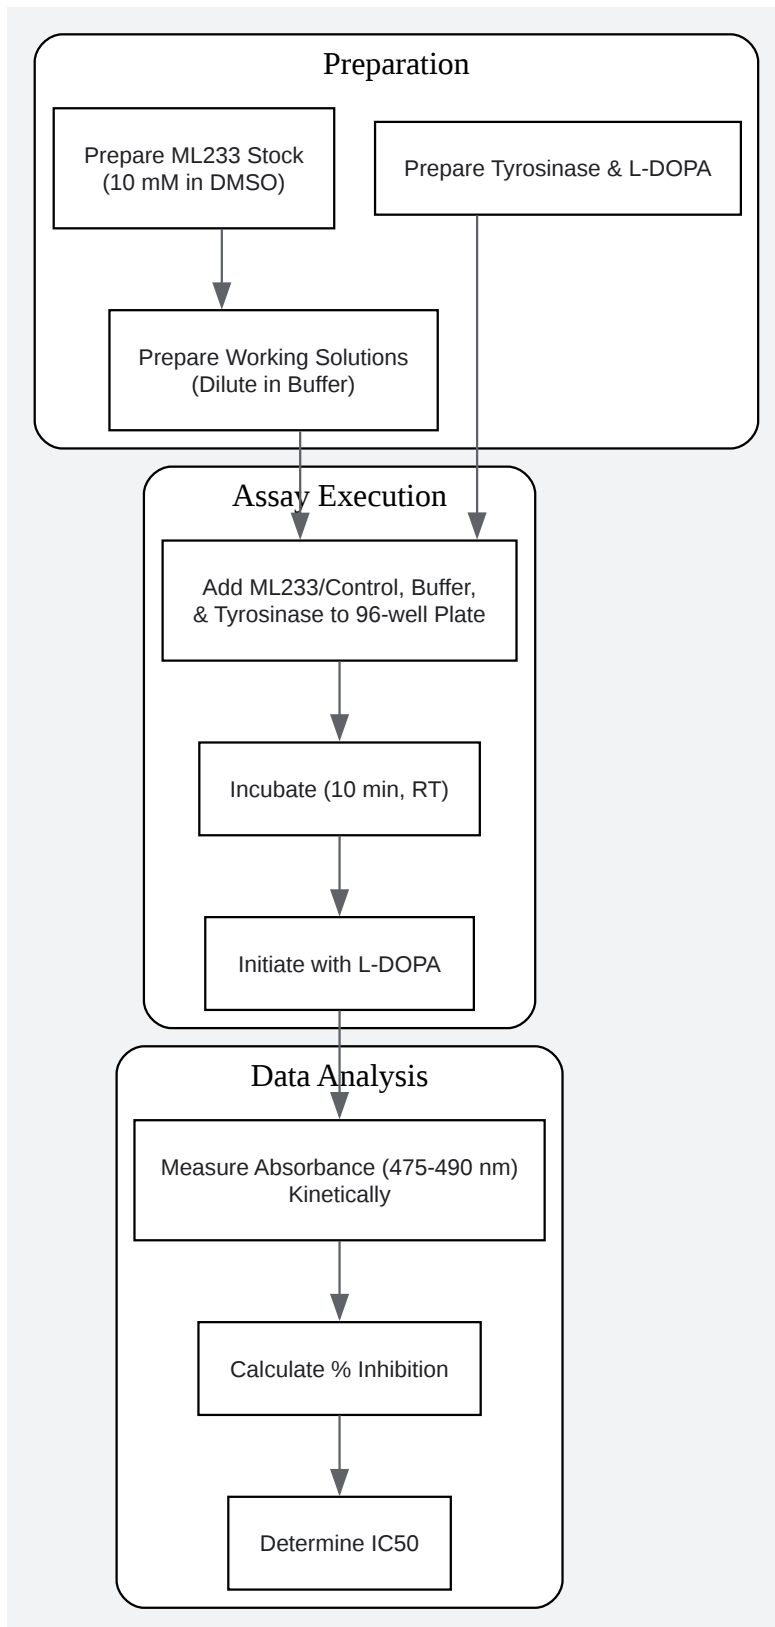 Preparation
Prepare ML233 Stock
(10 mM in DMSO)
Prepare Tyrosinase & L-DOPA
Prepare Working Solutions
(Dilute in Buffer)
Assay Execution
Add ML233/Control, Buffer,
& Tyrosinase to 96-well Plate
Incubate (10 min, RT)
Initiate with L-DOPA
Data Analysis
Measure Absorbance (475-490 nm)
Kinetically
Calculate % Inhibition
Determine IC50